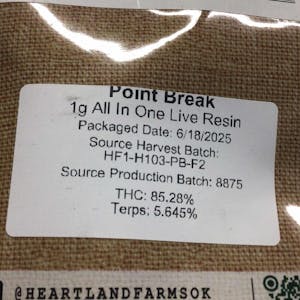 Point Break
1g All In One Live Resin
Packaged Date: 6/18/2025
Source Harvest Batch:
HF1-H103-PB-F2
Source Production Batch: 8875
THC: 85.28%
Terps: 5.645%
@HEARTLANDFARMSOK